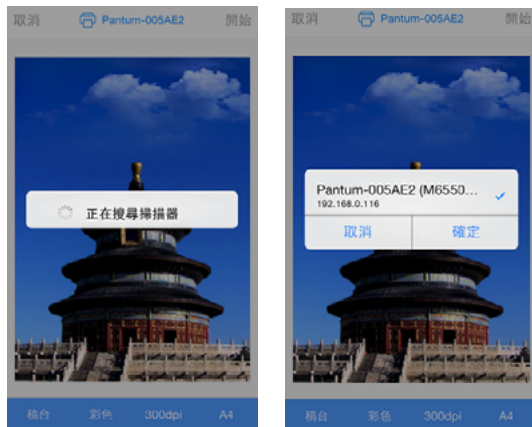 取消 Pantum-005AE2 開始
正在搜尋掃描器
稿台 彩色 300dpi A4
取消 Pantum-005AE2 開始
Pantum-005AE2 (M6550...
192.168.0.116
取消 確定
稿台 彩色 300dpi A4